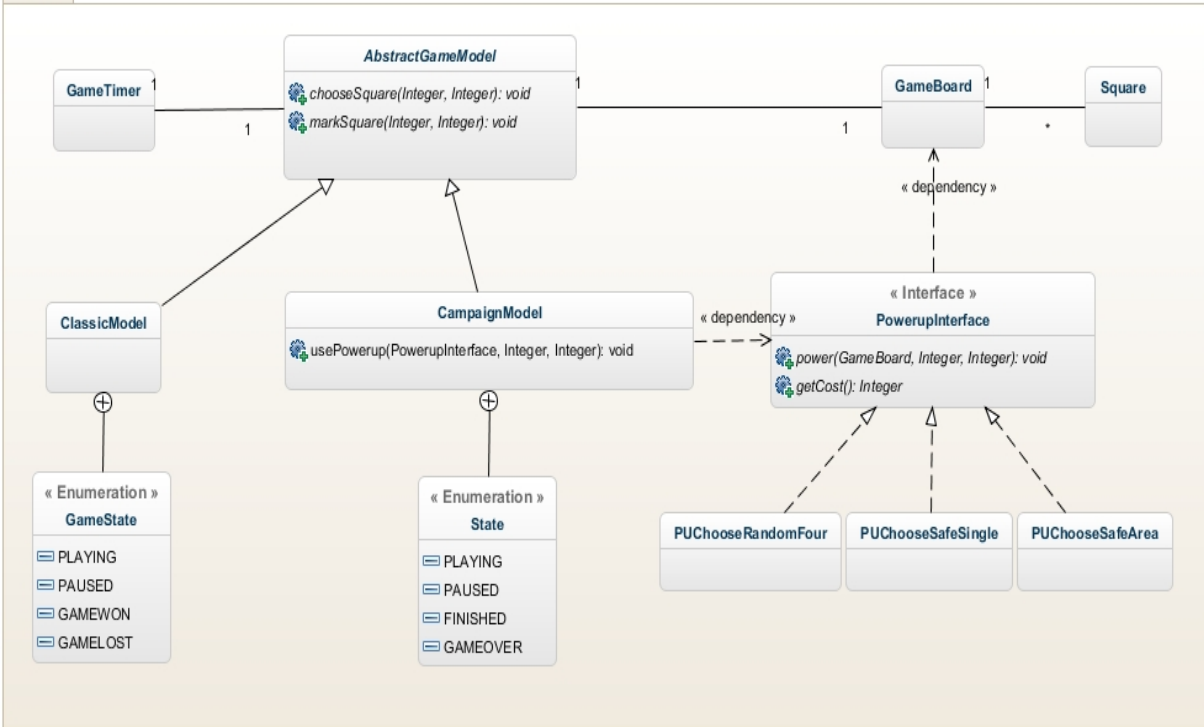 AbstractGameModel
chooseSquare(Integer, Integer): void
markSquare(Integer, Integer): void
GameTimer
1
1
1
1
GameBoard
1
*
Square
« dependency »
ClassicModel
CampaignModel
usePowerup(PowerupInterface, Integer, Integer): void
« dependency »
« Interface »
PowerupInterface
power(GameBoard, Integer, Integer): void
getCost(): Integer
« Enumeration »
GameState
PLAYING
PAUSED
GAMEWON
GAMELOST
« Enumeration »
State
PLAYING
PAUSED
FINISHED
GAMEOVER
PUChooseRandomFour
PUChooseSafeSingle
PUChooseSafeArea